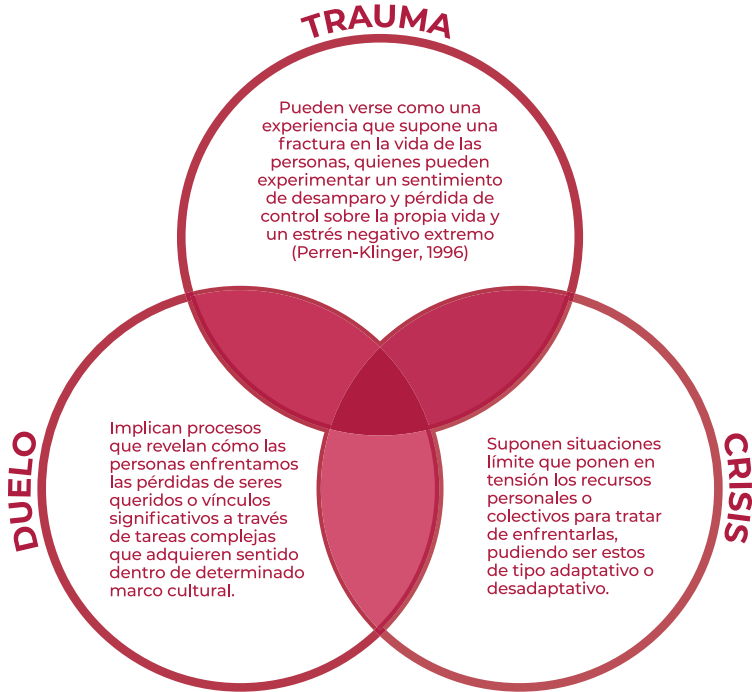 TRAUMA
Pueden verse como una
experiencia que supone una
fractura en la vida de las
personas, quienes pueden
experimentar un sentimiento
de desamparo y pérdida de
control sobre la propia vida y
un estrés negativo extremo
(Perren-Klinger, 1996)
DUELO
Implican procesos
que revelan cómo las
personas enfrentamos
las pérdidas de seres
queridos o vínculos
significativos a través
de tareas complejas
que adquieren sentido
dentro de determinado
marco cultural.
CRISIS
Suponen situaciones
límite que ponen en
tensión los recursos
personales o
colectivos para tratar
de enfrentarlas,
pudiendo ser estos
de tipo adaptativo o
desadaptativo.